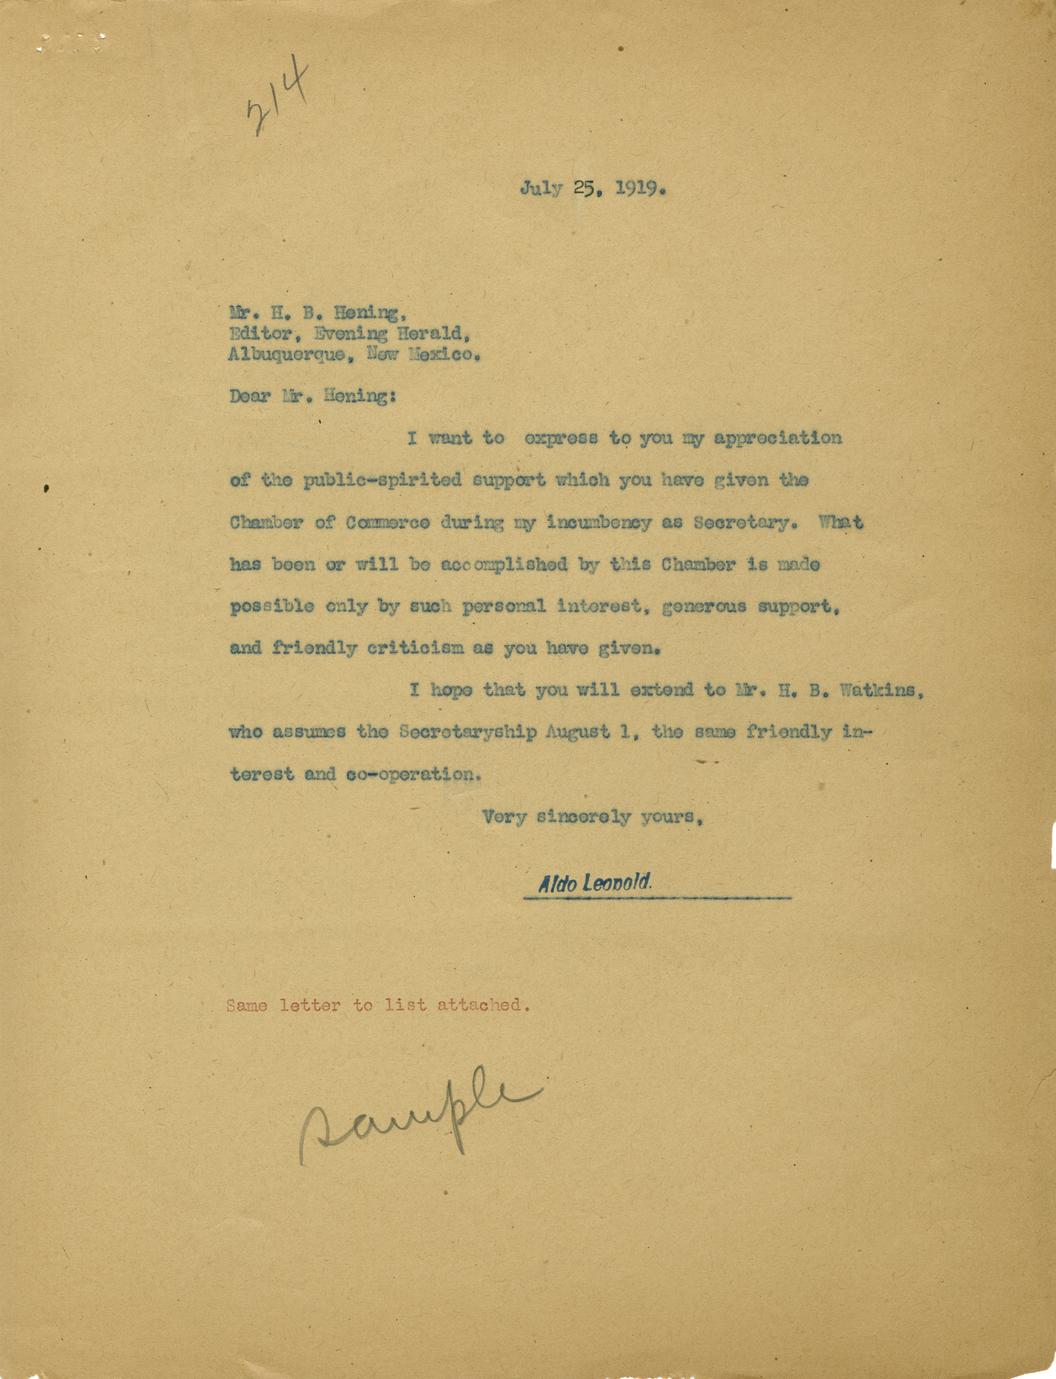 214
July 25, 1919.
Mr. H. B. Hening,
Editor, Evening Herald,
Albuquerque, New Mexico.
Dear Mr. Hening:
I want to express to you my appreciation
of the public-spirited support which you have given the
Chamber of Commerce during my incumbency as Secretary. What
has been or will be accomplished by this Chamber is made
possible only by such personal interest, generous support,
and friendly criticism as you have given.
I hope that you will extend to Mr. H. B. Watkins,
who assumes the Secretaryship August 1, the same friendly in-
terest and co-operation.
Very sincerely yours,
Aldo Leopold.
Same letter to list attached.
sample